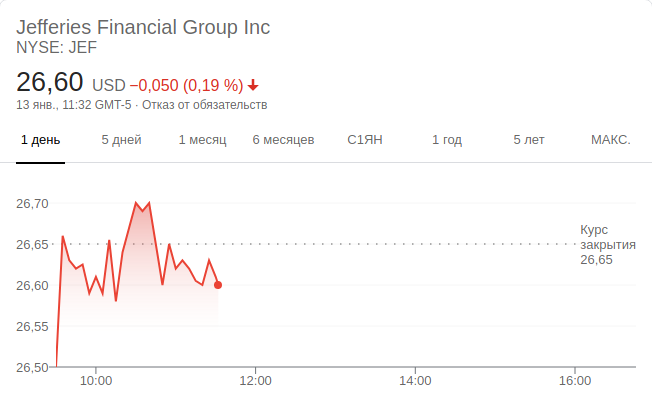 Jefferies Financial Group Inc
NYSE: JEF
26,60 USD −0,050 (0,19 %)
13 янв., 11:32 GMT-5 · Отказ от обязательств
1 день 5 дней 1 месяц 6 месяцев С1ЯН 1 год 5 лет МАКС.
26,70
26,65
26,60
26,55
26,50
Курс
закрытия
26,65
10:00 12:00 14:00 16:00